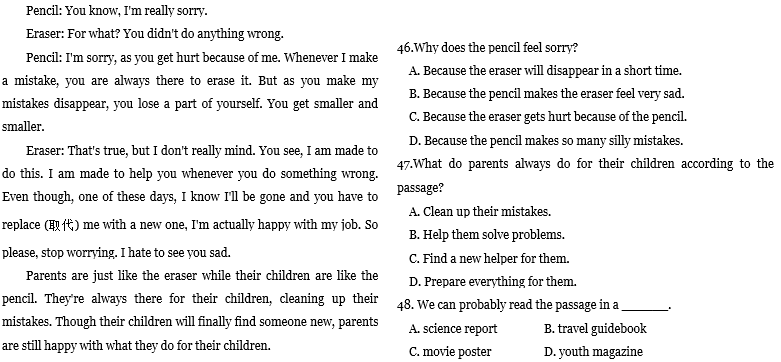 Pencil: You know, I'm really sorry.
Eraser: For what? You didn't do anything wrong.
Pencil: I'm sorry, as you get hurt because of me. Whenever I make
a mistake, you are always there to erase it. But as you make my
mistakes disappear, you lose a part of yourself. You get smaller and
smaller.
Eraser: That's true, but I don't really mind. You see, I am made to
do this. I am made to help you whenever you do something wrong.
Even though, one of these days, I know I'll be gone and you have to
replace (取代) me with a new one, I'm actually happy with my job. So
please, stop worrying. I hate to see you sad.
Parents are just like the eraser while their children are like the
pencil. They're always there for their children, cleaning up their
mistakes. Though their children will finally find someone new, parents
are still happy with what they do for their children.
46.Why does the pencil feel sorry?
A. Because the eraser will disappear in a short time.
B. Because the pencil makes the eraser feel very sad.
C. Because the eraser gets hurt because of the pencil.
D. Because the pencil makes so many silly mistakes.
47.What do parents always do for their children according to the
passage?
A. Clean up their mistakes.
B. Help them solve problems.
C. Find a new helper for them.
D. Prepare everything for them.
48. We can probably read the passage in a ______.
A. science report B. travel guidebook
C. movie poster D. youth magazine